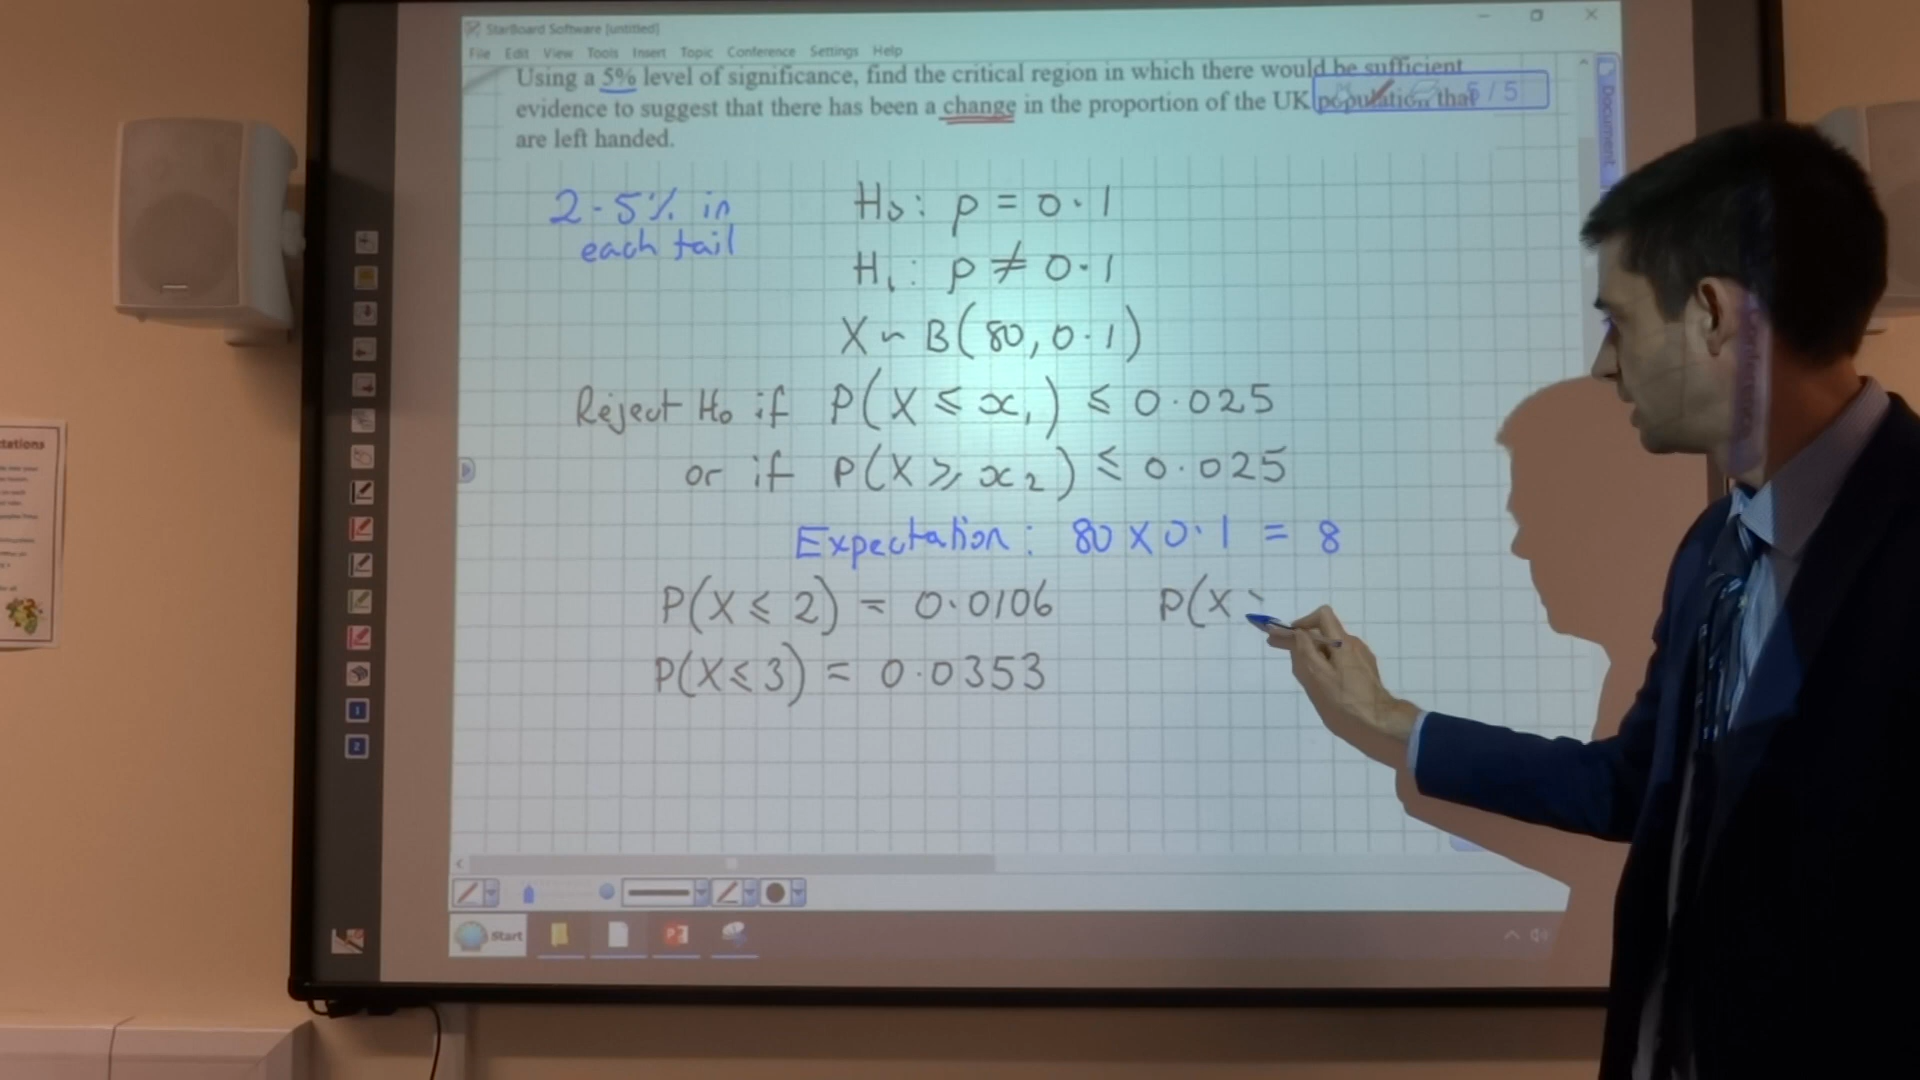 StarBoard Software [untitled]
File Edit View Tools Insert Topic Conference Settings Help
Using a 5% level of significance, find the critical region in which there would be sufficient
evidence to suggest that there has been a change in the proportion of the UK population that
5 / 5
are left handed.
Document
2.5% in
each tail
H₀: p = 0.1
H₁: p ≠ 0.1
X ~ B(80, 0.1)
Reject H₀ if P(X ⩽ x₁) ⩽ 0.025
or if P(X ⩾ x₂) ⩽ 0.025
Expectation: 80 × 0.1 = 8
P(X ⩽ 2) = 0.0106 P(X
P(X ⩽ 3) = 0.0353
1
2
Start